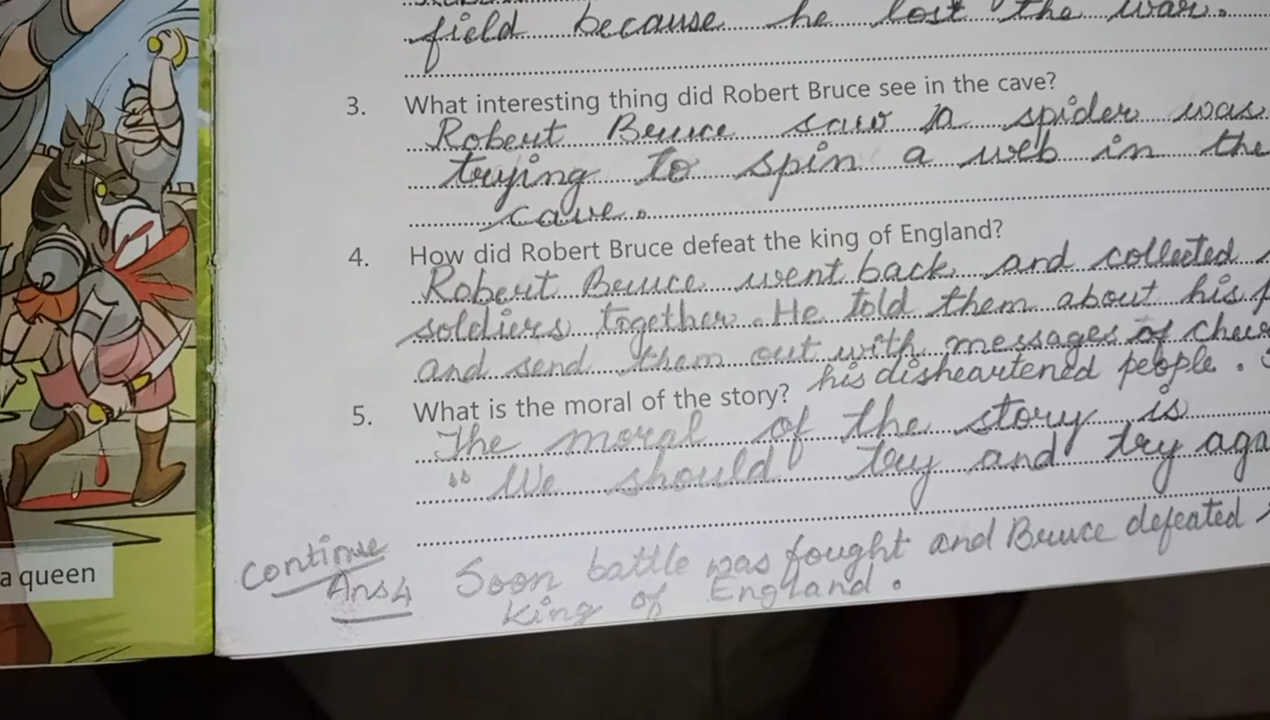 field because he lost the war.
3. What interesting thing did Robert Bruce see in the cave?
Robert Bruce saw a spider was
trying to spin a web in the
cave.
4. How did Robert Bruce defeat the king of England?
Robert Bruce went back and collected
soldiers together. He told them about his
and send them out with messages of
his disheartened people.
5. What is the moral of the story?
The moral of the story is
"We should try and try
continue
Ans 4
Soon battle was fought and Bruce defeated
king of England.
a queen